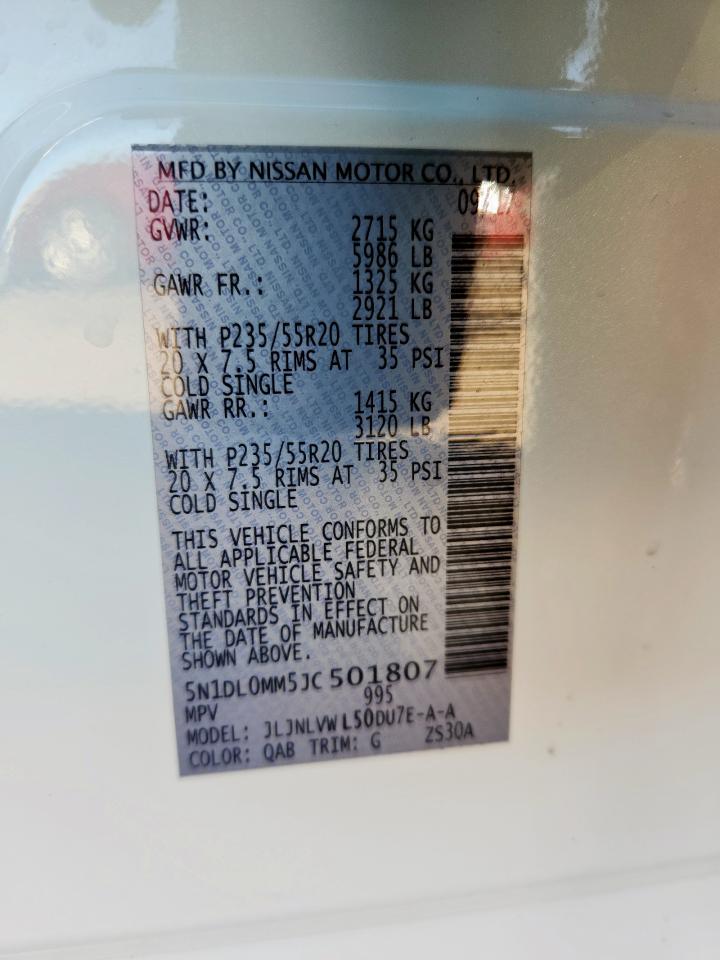 MFD BY NISSAN MOTOR CO., LTD.
DATE:
GVWR: 2715 KG
5986 LB
GAWR FR.: 1325 KG
2921 LB
WITH P235/55R20 TIRES
20 X 7.5 RIMS AT 35 PSI
COLD SINGLE
GAWR RR.: 1415 KG
3120 LB
WITH P235/55R20 TIRES
20 X 7.5 RIMS AT 35 PSI
COLD SINGLE
THIS VEHICLE CONFORMS TO
ALL APPLICABLE FEDERAL
MOTOR VEHICLE SAFETY AND
THEFT PREVENTION
STANDARDS IN EFFECT ON
THE DATE OF MANUFACTURE
SHOWN ABOVE.
5N1DL0MM5JC 501807
MPV 995
MODEL: JLJNLVWL50DU7E-A-A
COLOR: QAB TRIM: G ZS30A